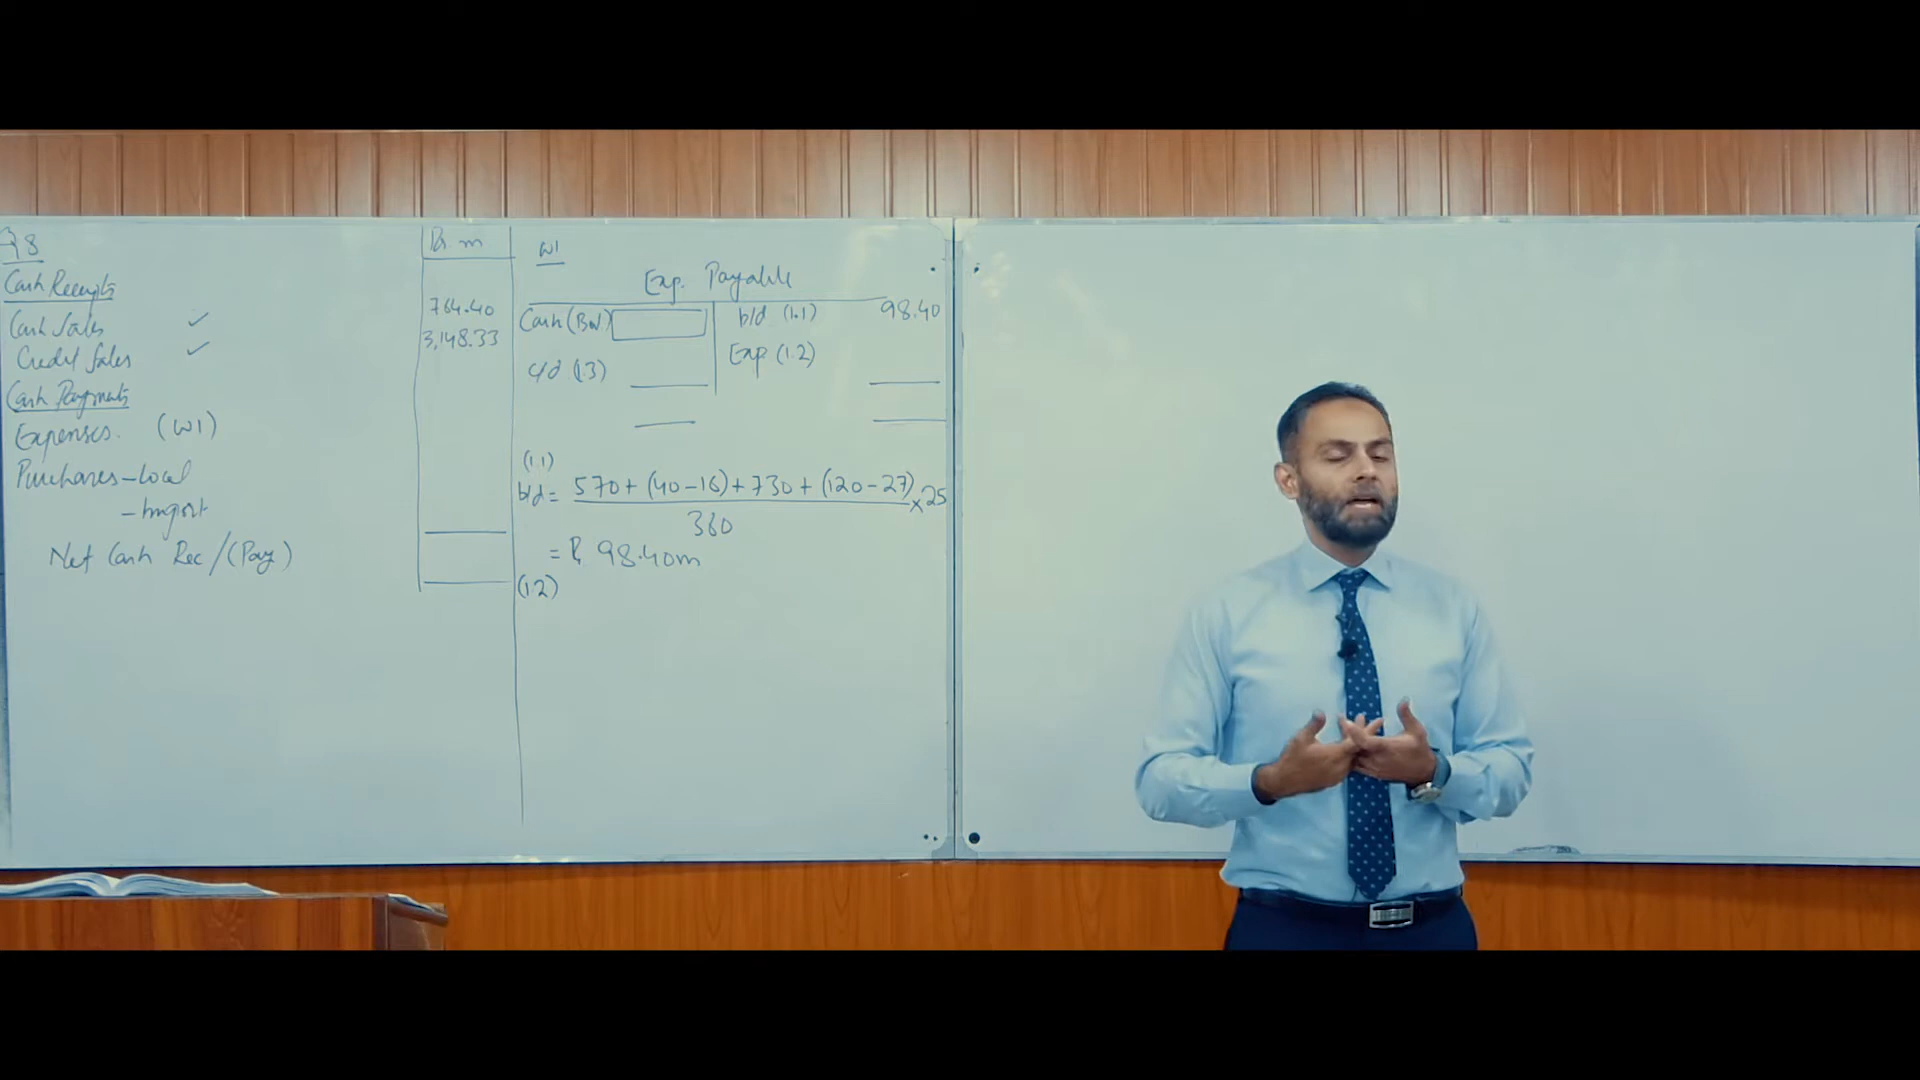 Q8
Rs. m
Cash Receipts
Cash Sales ✓ 764.40
Credit Sales ✓ 3,148.33
Cash Payments
Expenses. (W1)
Purchases - Local
- Import
Net Cash Rec/(Pay)
W1
Exp. Payable
Cash (Bal) b/d (1.1) 98.40
c/d (1.3) Exp (1.2)
(1.1)
b/d = 570 + (40-16) + 730 + (120-27) × 25
360
= Rs. 98.40m
(1.2)